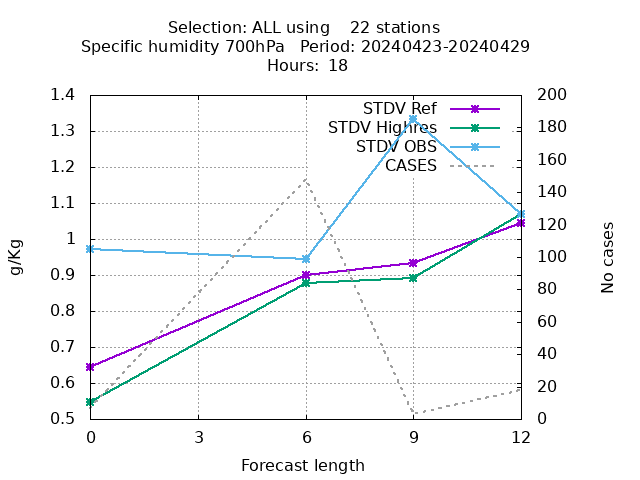 Selection: ALL using 22 stations
Specific humidity 700hPa Period: 20240423-20240429
Hours: 18
1.4
1.3
1.2
1.1
1
0.9
0.8
0.7
0.6
0.5
g/Kg
STDV Ref
STDV Highres
STDV OBS
CASES
200
180
160
140
120
100
80
60
40
20
0
No cases
0 3 6 9 12
Forecast length